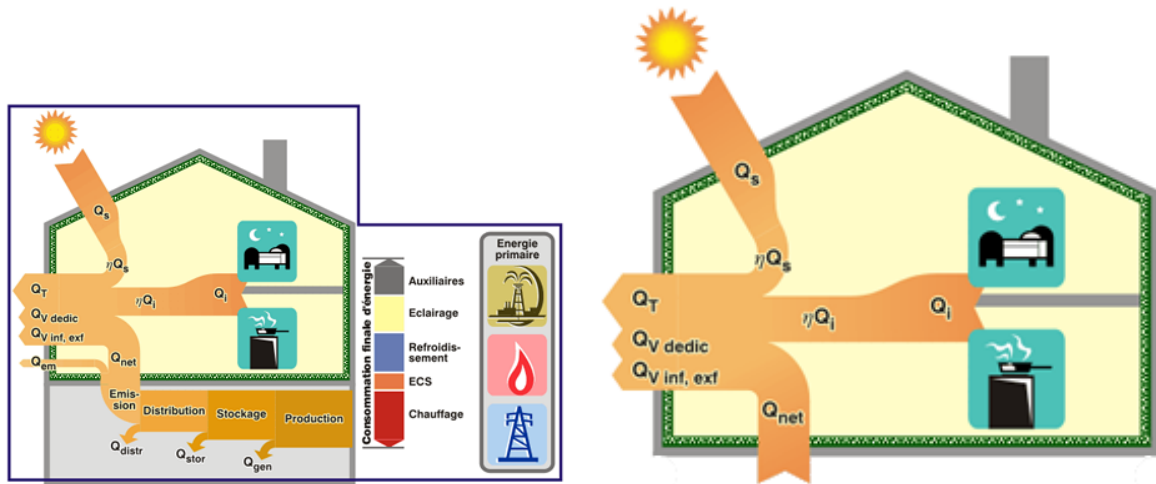 Qs
ηQs
QT
ηQi
Qi
QV dedic
QV inf, exf
Qem
Qnet
Emis-
sion
Distribution
Stockage
Production
Qdistr
Qstor
Qgen
Consommation finale d'énergie
Auxiliaires
Eclairage
Refroidis-
sement
ECS
Chauffage
Energie
primaire
Qs
ηQs
QT
ηQi
Qi
QV dedic
QV inf, exf
Qnet